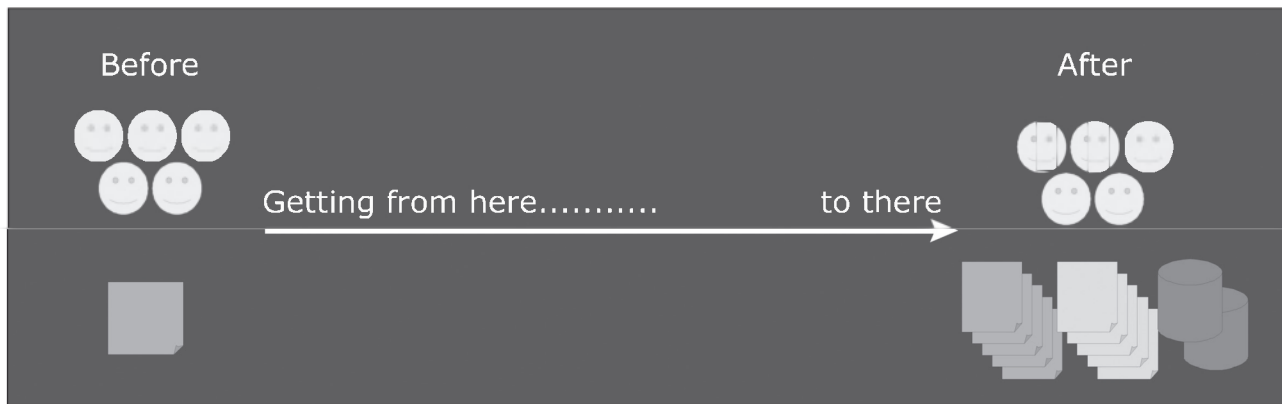 Before
After
Getting from here........... to there